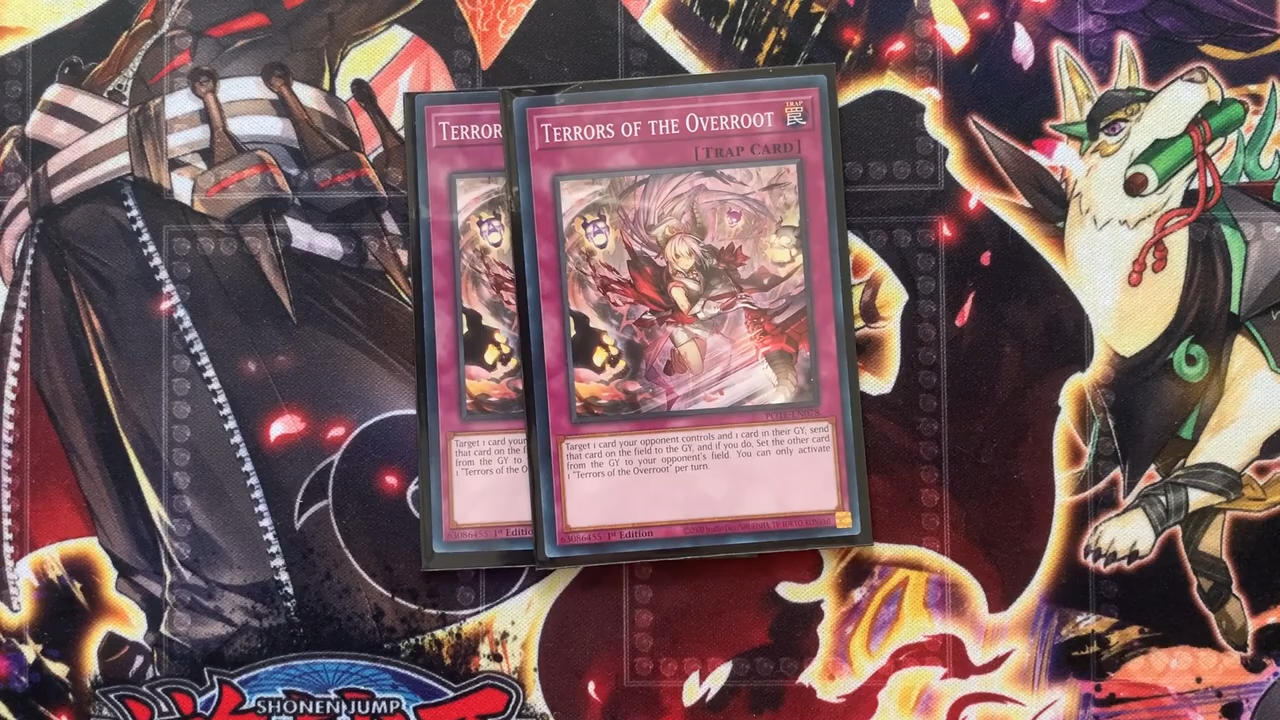 TERROR
TERRORS OF THE OVERROOT
TRAP
罠
[TRAP CARD]
POTE-EN078
Target 1 card your
that card on the f
from the GY to
1 "Terrors of the O
Target 1 card your opponent controls and 1 card in their GY, send
that card on the field to the GY, and if you do, Set the other card
from the GY to your opponent's field. You can only activate
1 "Terrors of the Overroot" per turn.
63086455 1st Editio
63086455 1st Edition
SHONEN JUMP